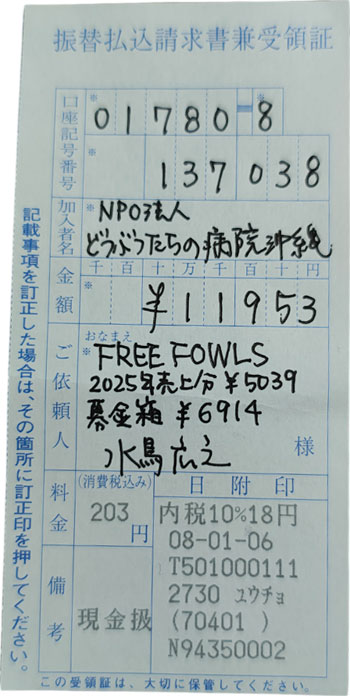 振替払込請求書兼受領証
口座記号番号
※ 01780-8
※ 137038
加入者名
※ NPO法人
どうぶつたちの病院沖縄
金額
千百十万千百十円
※ ¥11953
ご依頼人
おなまえ
※ FREE FOWLS
2025年売上分 ¥5039
募金箱 ¥6914
水鳥広之
様
料金
(消費税込み)
203円
備考
現金扱
日附印
内税10%18円
08-01-06
T501000111
2730 ユウチョ
(70401 )
N94350002
記載事項を訂正した場合は、その箇所に訂正印を押してください。
この受領証は、大切に保管してください。